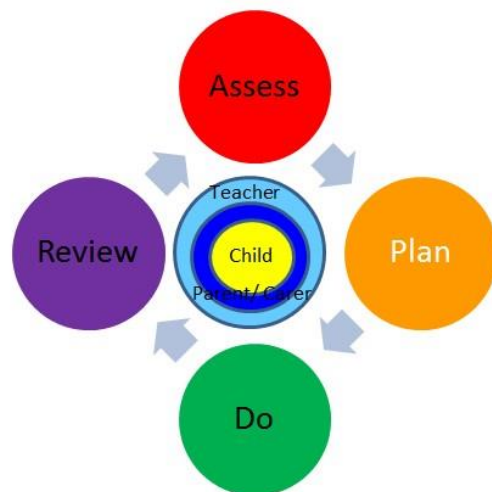 Assess
Teacher
Review
Child
Plan
Parent/ Carer
Do